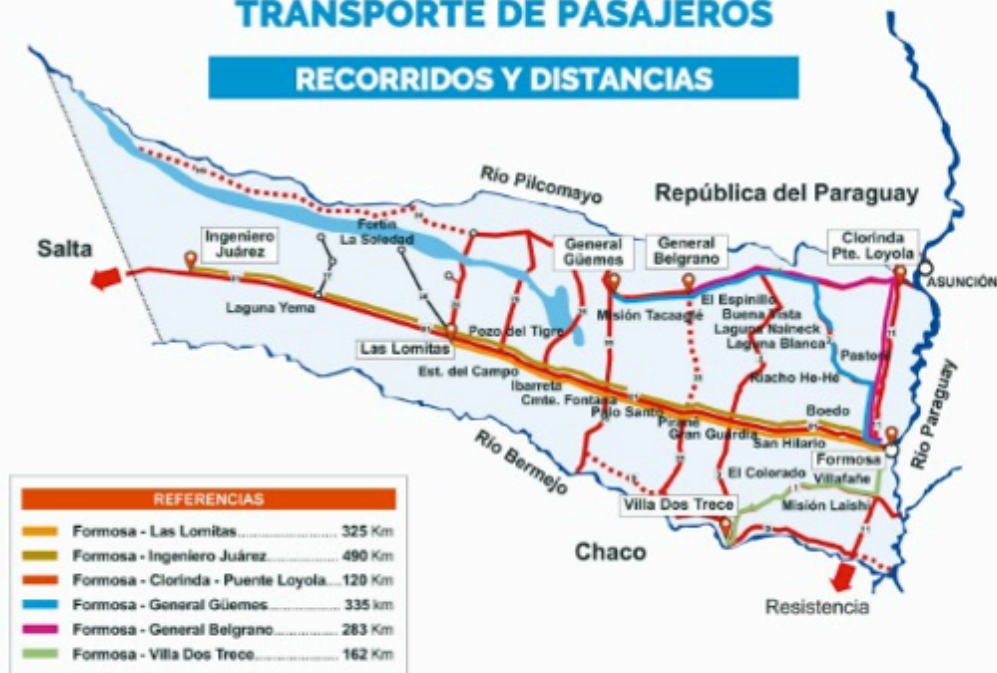 TRANSPORTE DE PASAJEROS
RECORRIDOS Y DISTANCIAS
Río Pilcomayo
República del Paraguay
Salta
Ingeniero
Juárez
Fortín
La Soledad
General
Güemes
General
Belgrano
Clorinda
Pte. Loyola
ASUNCIÓN
Laguna Yema
Misión Tacaaglé
El Espinillo
Buena Vista
Laguna Naineck
Laguna Blanca
Pozo del Tigre
Las Lomitas
Pastoril
Est. del Campo
Riacho He-Hé
Ibarreta
Cmte. Fontana
Palo Santo
Pirané
Gran Guardia
San Hilario
Boedo
Formosa
Río Paraguay
Río Bermejo
El Colorado
Villafañe
Villa Dos Trece
Misión Laishi
Chaco
Resistencia
REFERENCIAS
Formosa - Las Lomitas 325 Km
Formosa - Ingeniero Juárez 490 Km
Formosa - Clorinda - Puente Loyola 120 Km
Formosa - General Güemes 335 km
Formosa - General Belgrano 283 Km
Formosa - Villa Dos Trece 162 Km